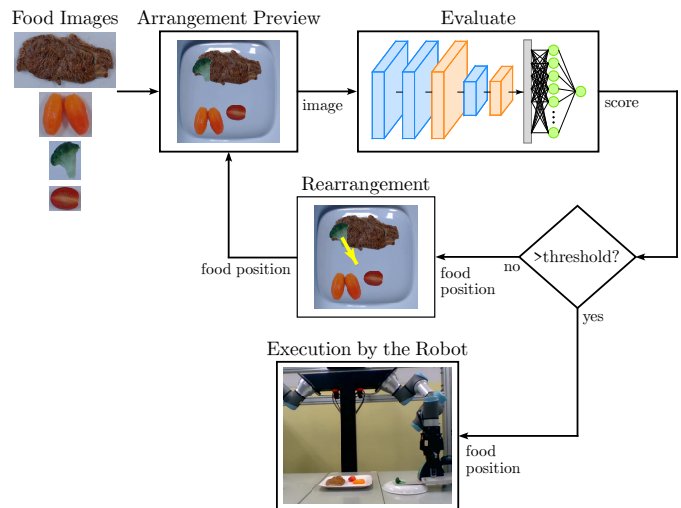 Food Images
Arrangement Preview
Evaluate
image
score
Rearrangement
food position
food
position
no
>threshold?
yes
Execution by the Robot
food
position